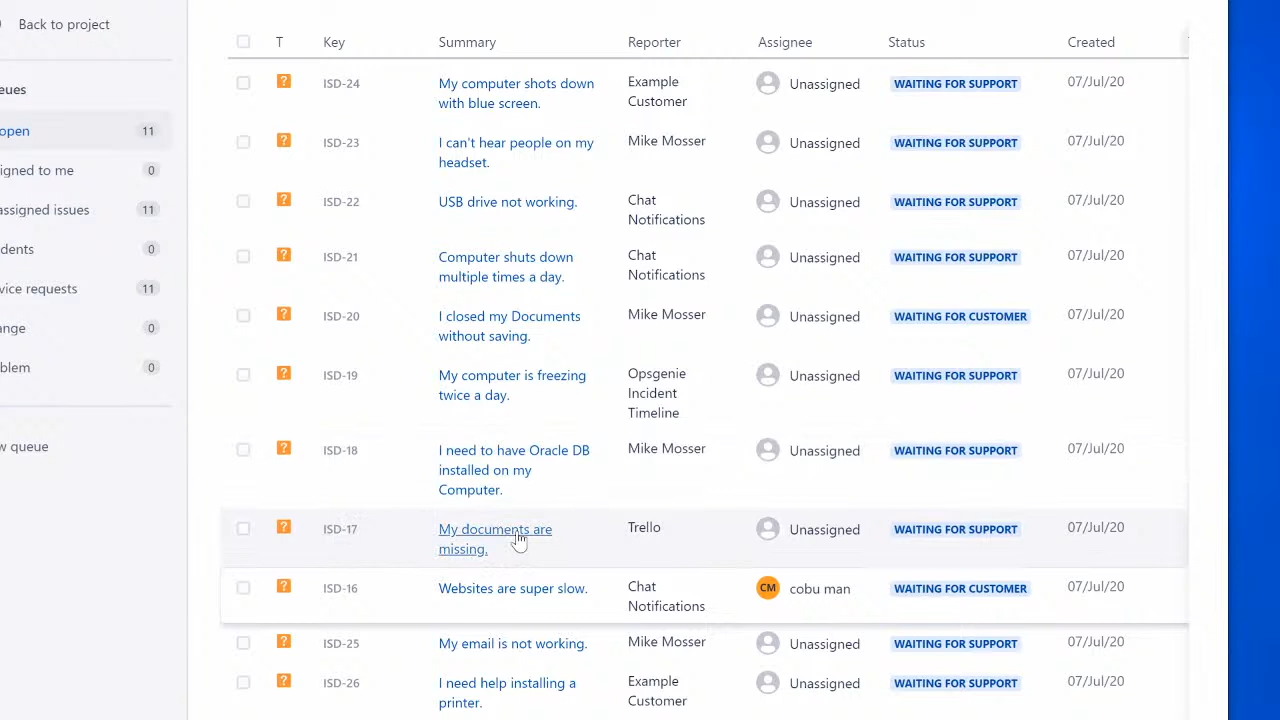 Back to project
T Key Summary Reporter Assignee Status Created
eues
open 11
igned to me 0
assigned issues 11
dents 0
vice requests 11
ange 0
blem 0
w queue
? ISD-24 My computer shots down Example Unassigned WAITING FOR SUPPORT 07/Jul/20
with blue screen. Customer
? ISD-23 I can't hear people on my Mike Mosser Unassigned WAITING FOR SUPPORT 07/Jul/20
headset.
? ISD-22 USB drive not working. Chat Unassigned WAITING FOR SUPPORT 07/Jul/20
Notifications
? ISD-21 Computer shuts down Chat Unassigned WAITING FOR SUPPORT 07/Jul/20
multiple times a day. Notifications
? ISD-20 I closed my Documents Mike Mosser Unassigned WAITING FOR CUSTOMER 07/Jul/20
without saving.
? ISD-19 My computer is freezing Opsgenie Unassigned WAITING FOR SUPPORT 07/Jul/20
twice a day. Incident
Timeline
? ISD-18 I need to have Oracle DB Mike Mosser Unassigned WAITING FOR SUPPORT 07/Jul/20
installed on my
Computer.
? ISD-17 My documents are Trello Unassigned WAITING FOR SUPPORT 07/Jul/20
missing.
? ISD-16 Websites are super slow. Chat CM cobu man WAITING FOR CUSTOMER 07/Jul/20
Notifications
? ISD-25 My email is not working. Mike Mosser Unassigned WAITING FOR SUPPORT 07/Jul/20
? ISD-26 I need help installing a Example Unassigned WAITING FOR SUPPORT 07/Jul/20
printer. Customer